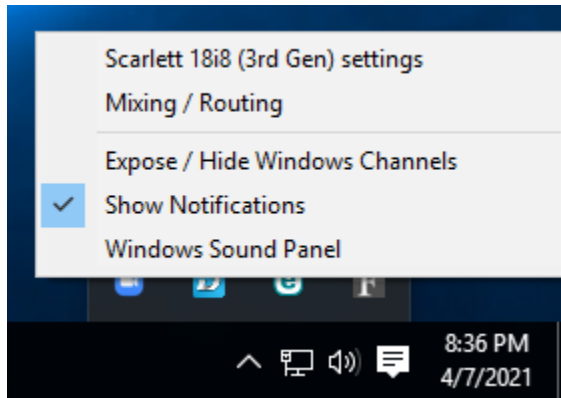 Scarlett 18i8 (3rd Gen) settings
Mixing / Routing
Expose / Hide Windows Channels
Show Notifications
Windows Sound Panel
8:36 PM
4/7/2021